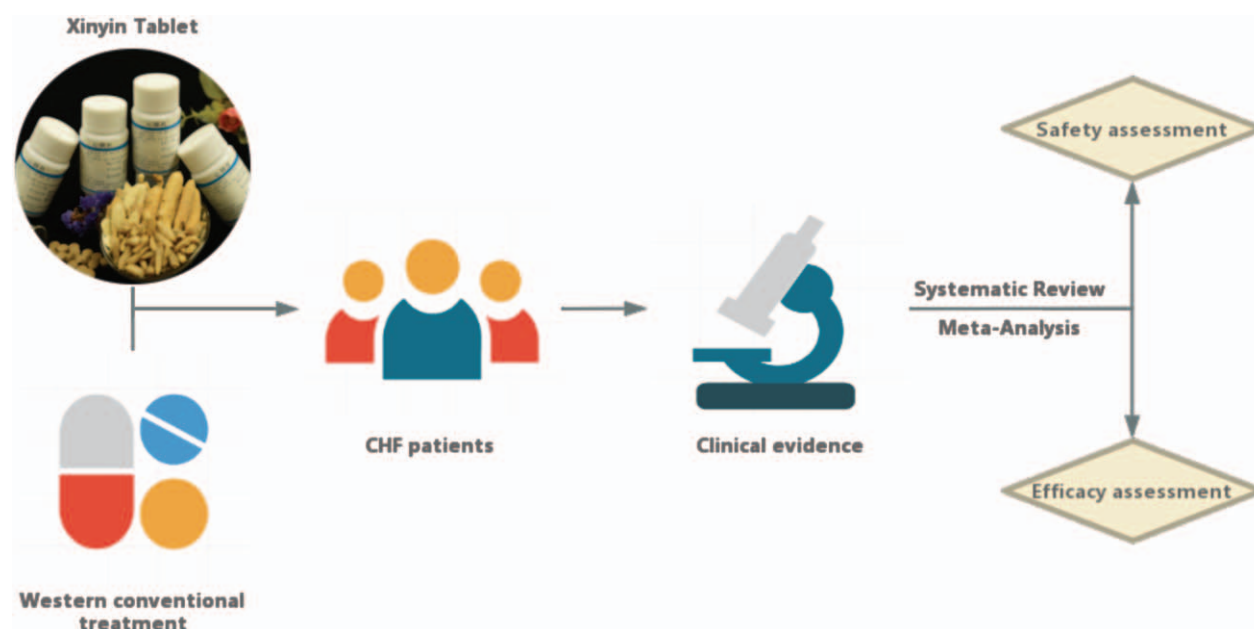 Xinyin Tablet
Safety assessment
Systematic Review
Meta-Analysis
CHF patients
Clinical evidence
Efficacy assessment
Western conventional
treatment